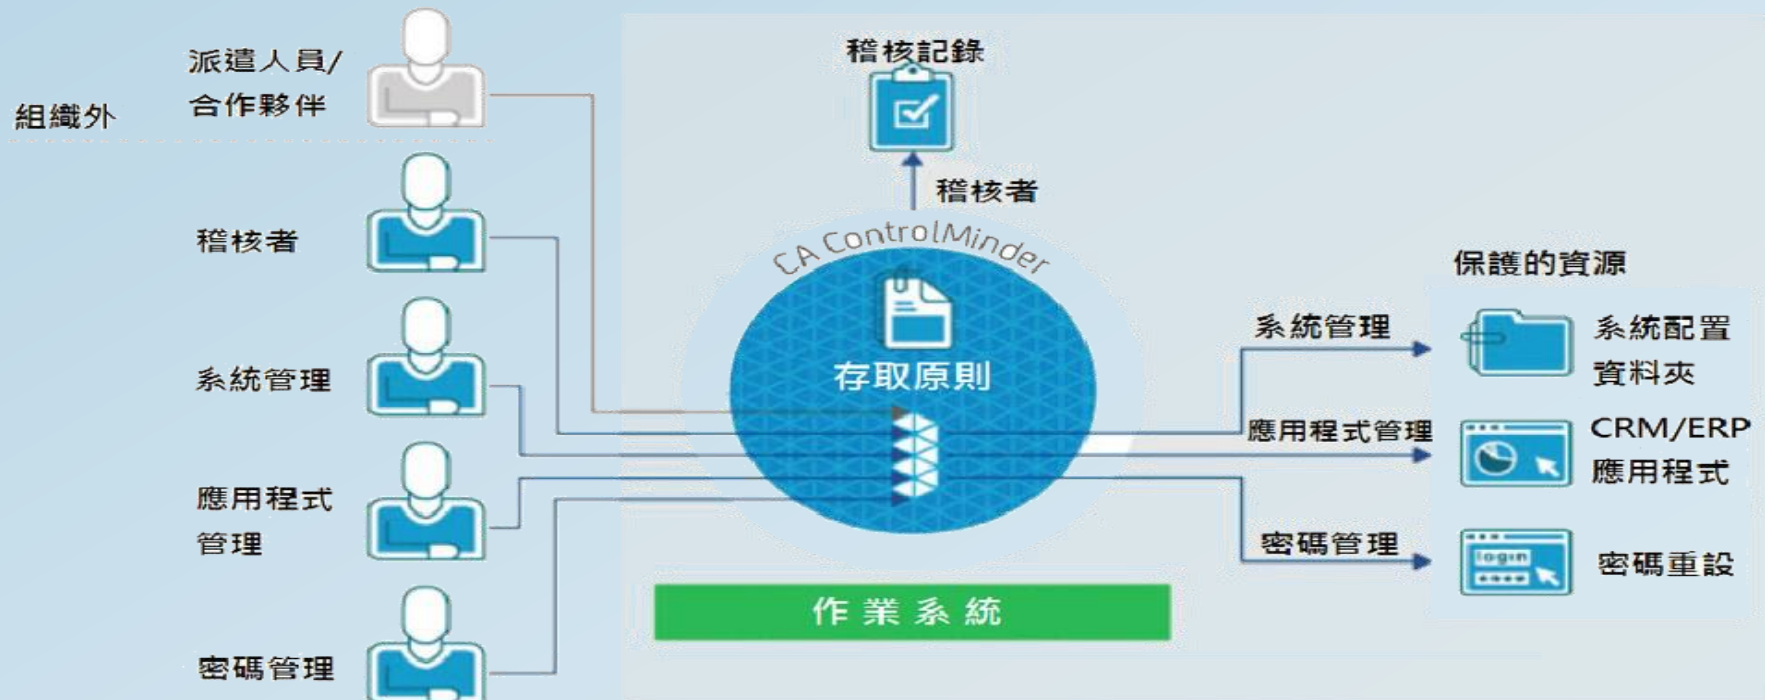 組織外
派遣人員/
合作夥伴
稽核者
系統管理
應用程式
管理
密碼管理
稽核記錄
稽核者
CA ControlMinder
存取原則
作業系統
系統管理
應用程式管理
密碼管理
保護的資源
系統配置
資料夾
CRM/ERP
應用程式
login
密碼重設